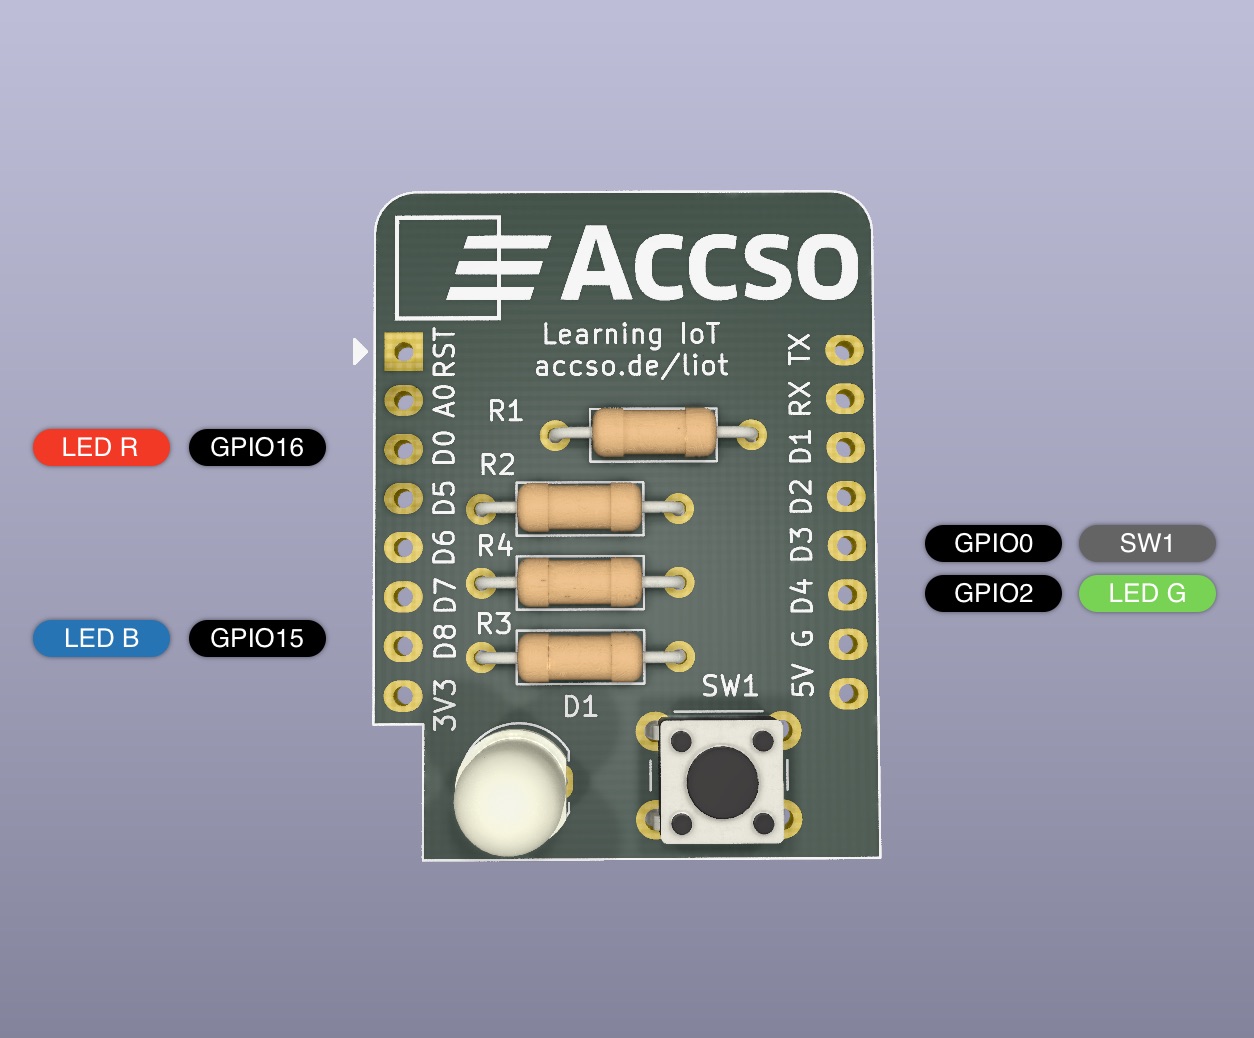 Accso
Learning IoT
accso.de/liot
RST
A0
D0
D5
D6
D7
D8
3V3
TX
RX
D1
D2
D3
D4
G
5V
R1
R2
R4
R3
D1
SW1
LED R
GPIO16
LED B
GPIO15
GPIO0
SW1
GPIO2
LED G